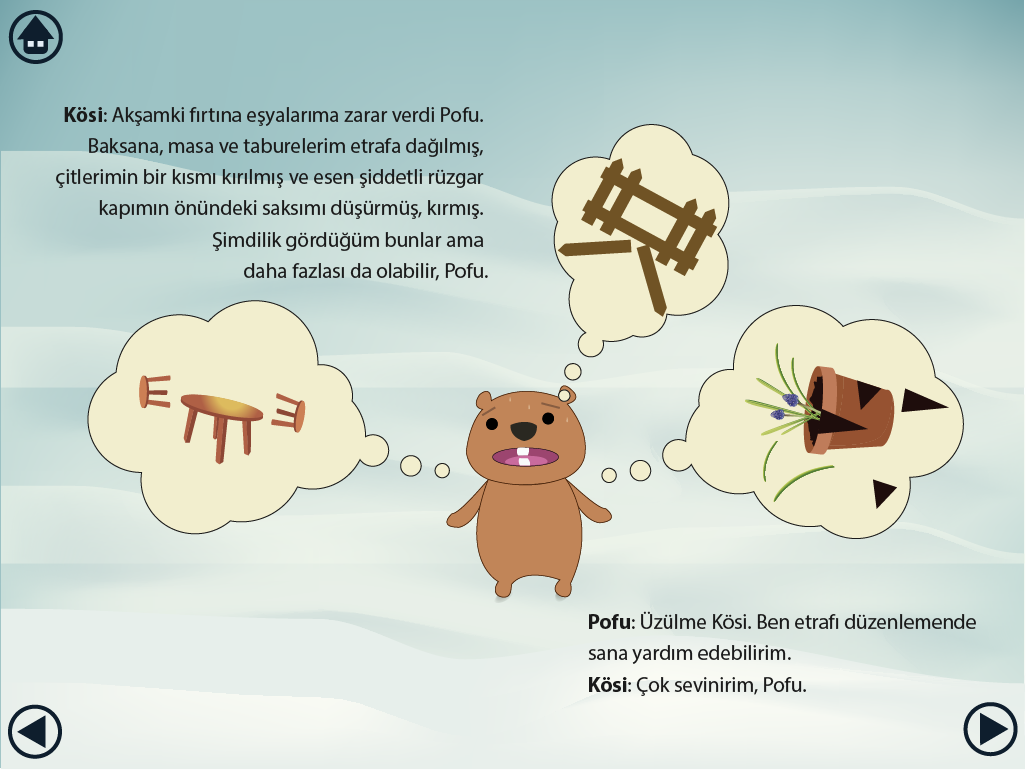 Kösi: Akşamki fırtına eşyalarıma zarar verdi Pofu.
Baksana, masa ve taburelerim etrafa dağılmış,
çitlerimin bir kısmı kırılmış ve esen şiddetli rüzgar
kapımın önündeki saksımı düşürmüş, kırmış.
Şimdilik gördüğüm bunlar ama
daha fazlası da olabilir, Pofu.
Pofu: Üzülme Kösi. Ben etrafı düzenlemende
sana yardım edebilirim.
Kösi: Çok sevinirim, Pofu.